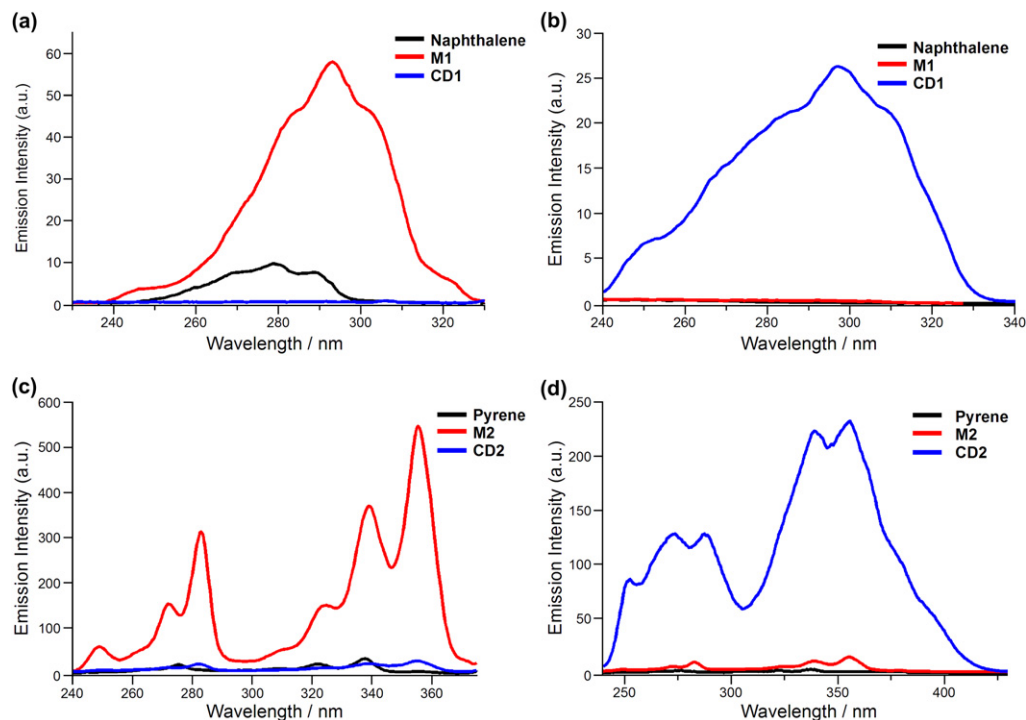 (a)
Naphthalene
M1
CD1
Emission Intensity (a.u.)
60
50
40
30
20
10
0
240
260
280
300
320
Wavelength / nm
(b)
Naphthalene
M1
CD1
Emission Intensity (a.u.)
30
25
20
15
10
5
0
240
260
280
300
320
340
Wavelength / nm
(c)
Pyrene
M2
CD2
Emission Intensity (a.u.)
600
500
400
300
200
100
0
240
260
280
300
320
340
360
Wavelength / nm
(d)
Pyrene
M2
CD2
Emission Intensity (a.u.)
250
200
150
100
50
0
250
300
350
400
Wavelength / nm